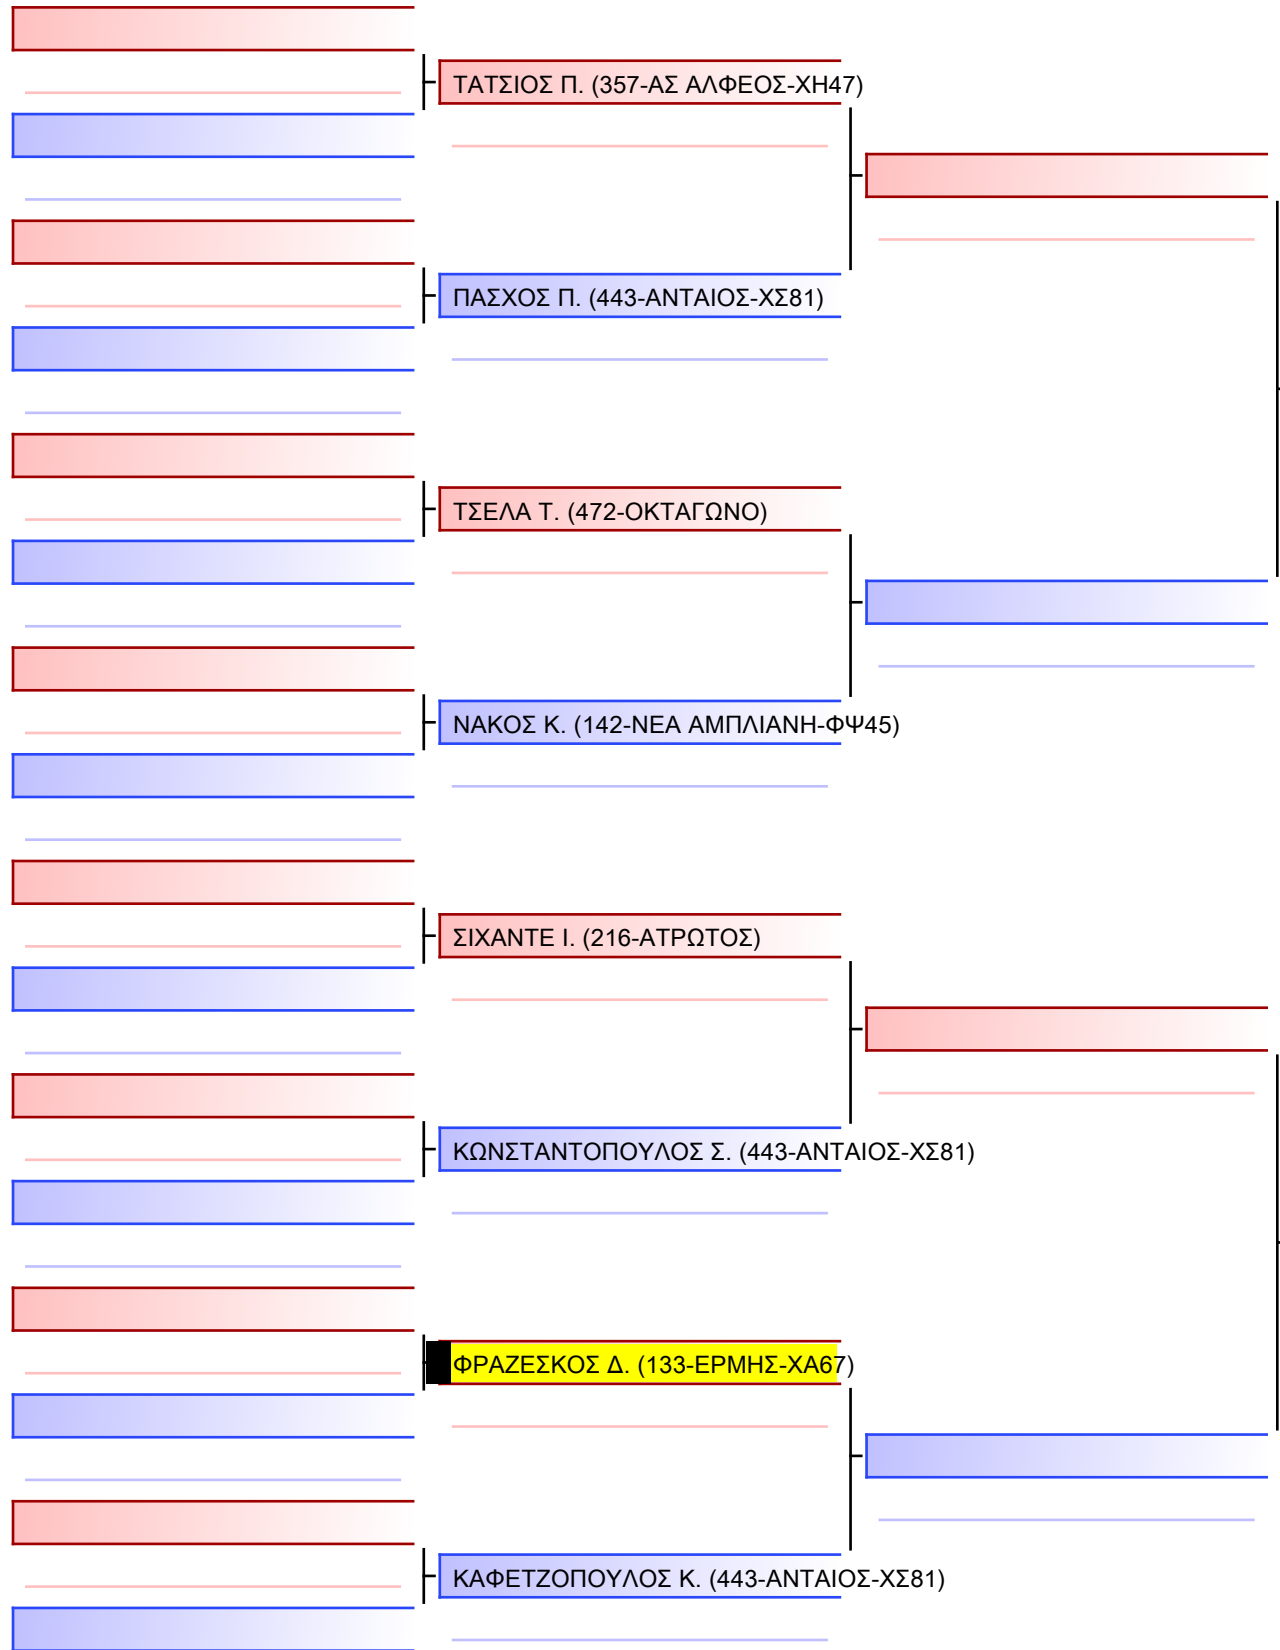 ΤΑΤΣΙΟΣ Π. (357-ΑΣ ΑΛΦΕΟΣ-ΧΗ47)
ΠΑΣΧΟΣ Π. (443-ΑΝΤΑΙΟΣ-ΧΣ81)
ΤΣΕΛΑ Τ. (472-ΟΚΤΑΓΩΝΟ)
ΝΑΚΟΣ Κ. (142-ΝΕΑ ΑΜΠΛΙΑΝΗ-ΦΨ45)
ΣΙΧΑΝΤΕ Ι. (216-ΑΤΡΩΤΟΣ)
ΚΩΝΣΤΑΝΤΟΠΟΥΛΟΣ Σ. (443-ΑΝΤΑΙΟΣ-ΧΣ81)
ΦΡΑΖΕΣΚΟΣ Δ. (133-ΕΡΜΗΣ-ΧΑ67)
ΚΑΦΕΤΖΟΠΟΥΛΟΣ Κ. (443-ΑΝΤΑΙΟΣ-ΧΣ81)